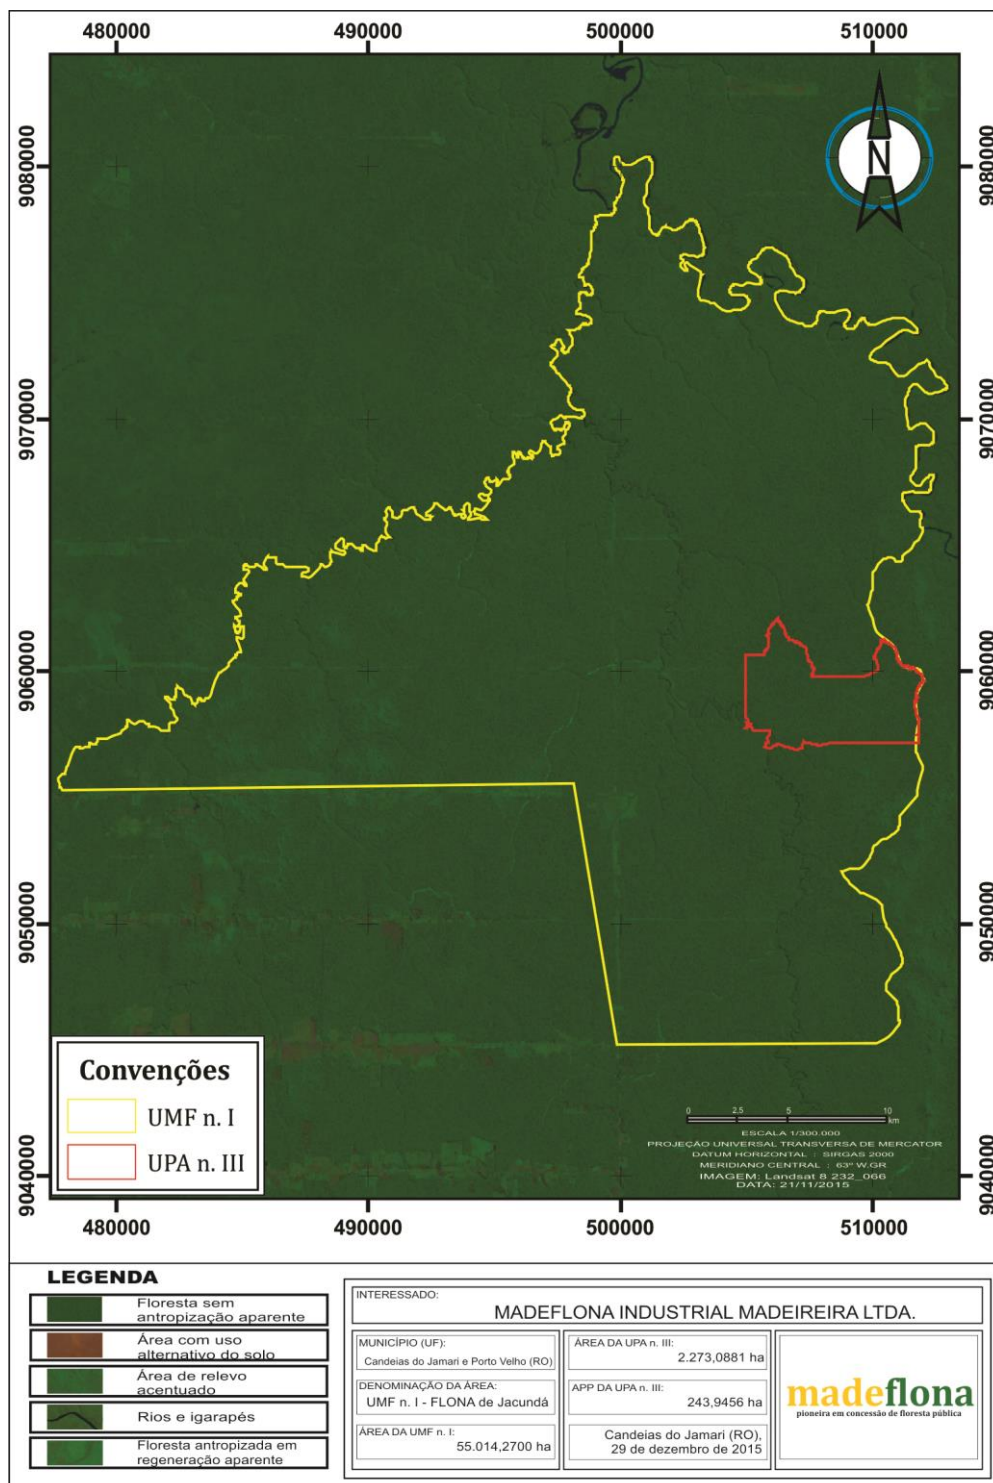 480000
490000
500000
510000
9080000
9080000
N
9070000
9070000
9060000
9060000
9050000
9050000
9040000
9040000
Convenções
UMF n. I
UPA n. III
0 2.5 5 10
km
ESCALA 1/300.000
PROJEÇÃO UNIVERSAL TRANSVERSA DE MERCATOR
DATUM HORIZONTAL : SIRGAS 2000
MERIDIANO CENTRAL : 63º W.GR
IMAGEM: Landsat 8 232_066
DATA: 21/11/2015
480000
490000
500000
510000
LEGENDA
Floresta sem
antropização aparente
Área com uso
alternativo do solo
Área de relevo
acentuado
Rios e igarapés
Floresta antropizada em
regeneração aparente
INTERESSADO:
MADEFLONA INDUSTRIAL MADEIREIRA LTDA.
MUNICÍPIO (UF):
Candeias do Jamari e Porto Velho (RO)
DENOMINAÇÃO DA ÁREA:
UMF n. I - FLONA de Jacundá
ÁREA DA UMF n. I:
55.014,2700 ha
ÁREA DA UPA n. III:
2.273,0881 ha
APP DA UPA n. III:
243,9456 ha
Candeias do Jamari (RO),
29 de dezembro de 2015
madeflona
pioneira em concessão de floresta pública